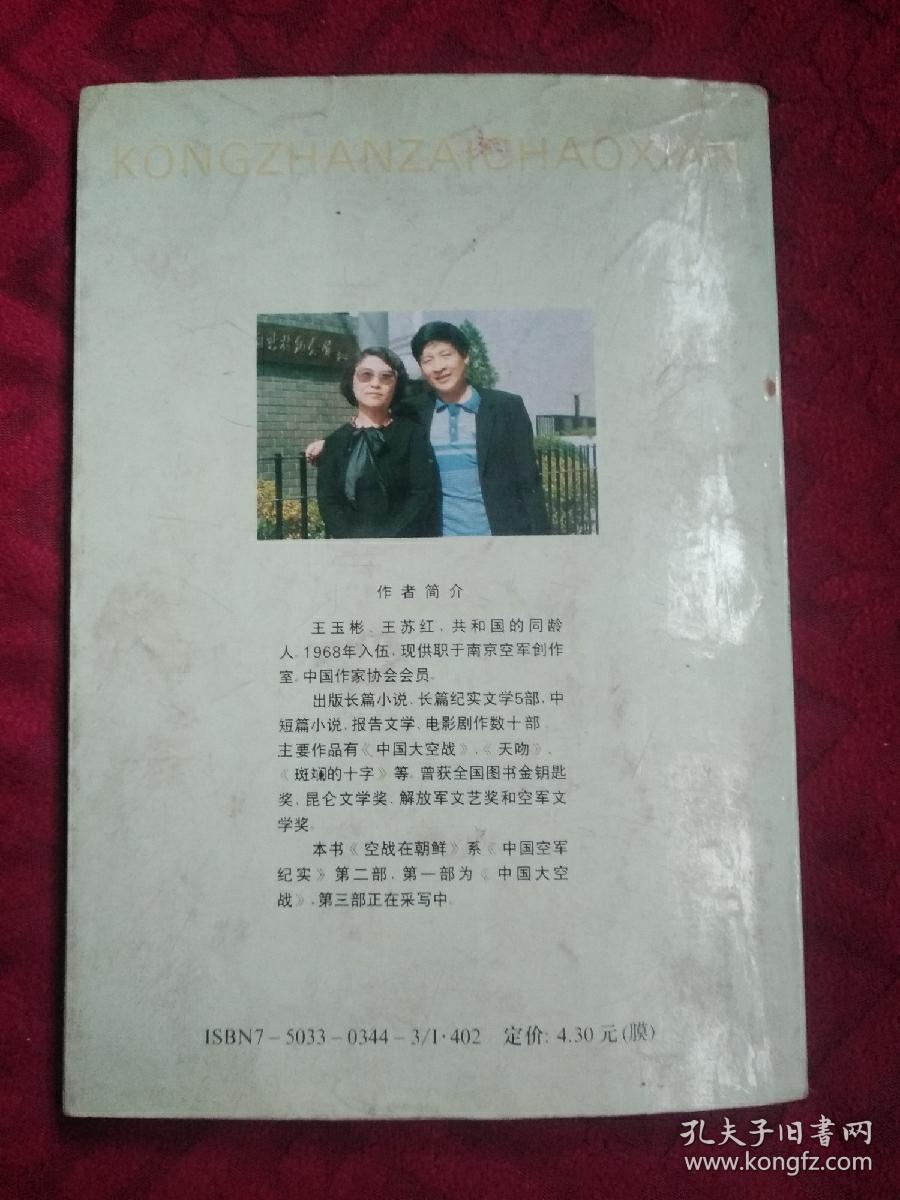 KONGZHANZAICHAOXIAN
作者简介
王玉彬、王苏红，共和国的同龄
人。1968年入伍，现供职于南京空军创作
室。中国作家协会会员。
出版长篇小说、长篇纪实文学5部，中
短篇小说、报告文学、电影剧作数十部。
主要作品有《中国大空战》、《天吻》、
《斑斓的十字》等。曾获全国图书金钥匙
奖、昆仑文学奖、解放军文艺奖和空军文
学奖。
本书《空战在朝鲜》系《中国空军
纪实》第二部，第一部为《中国大空
战》，第三部正在采写中。
ISBN7-5033-0344-3/I·402 定价: 4.30元(膜)
孔夫子旧書网
www.kongfz.com